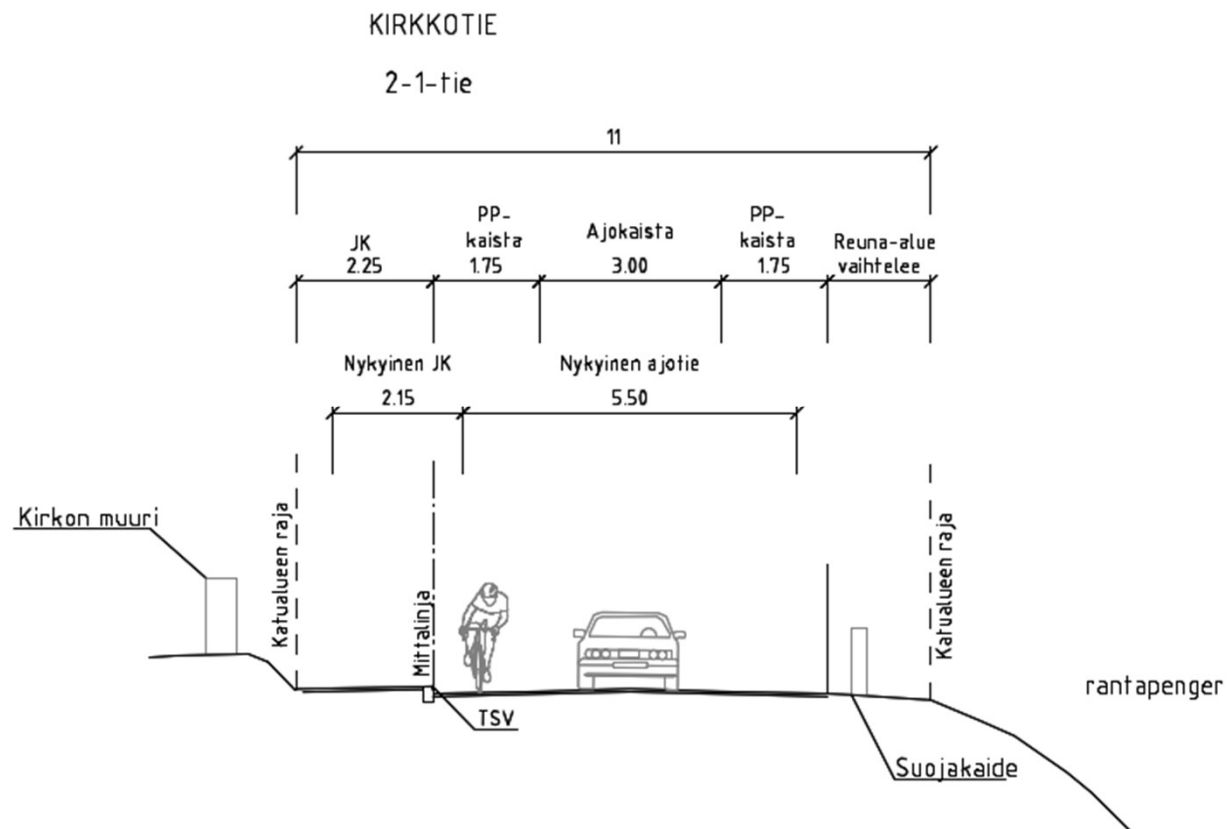 KIRKKOTIE
2-1-tie
11
JK
2.25
PP-
kaista
1.75
Ajokaista
3.00
PP-
kaista
1.75
Reuna-alue
vaihtelee
Nykyinen JK
2.15
Nykyinen ajotie
5.50
Kirkon muuri
Katualueen raja
Mittalinja
Katualueen raja
TSV
Suojakaide
rantapenger